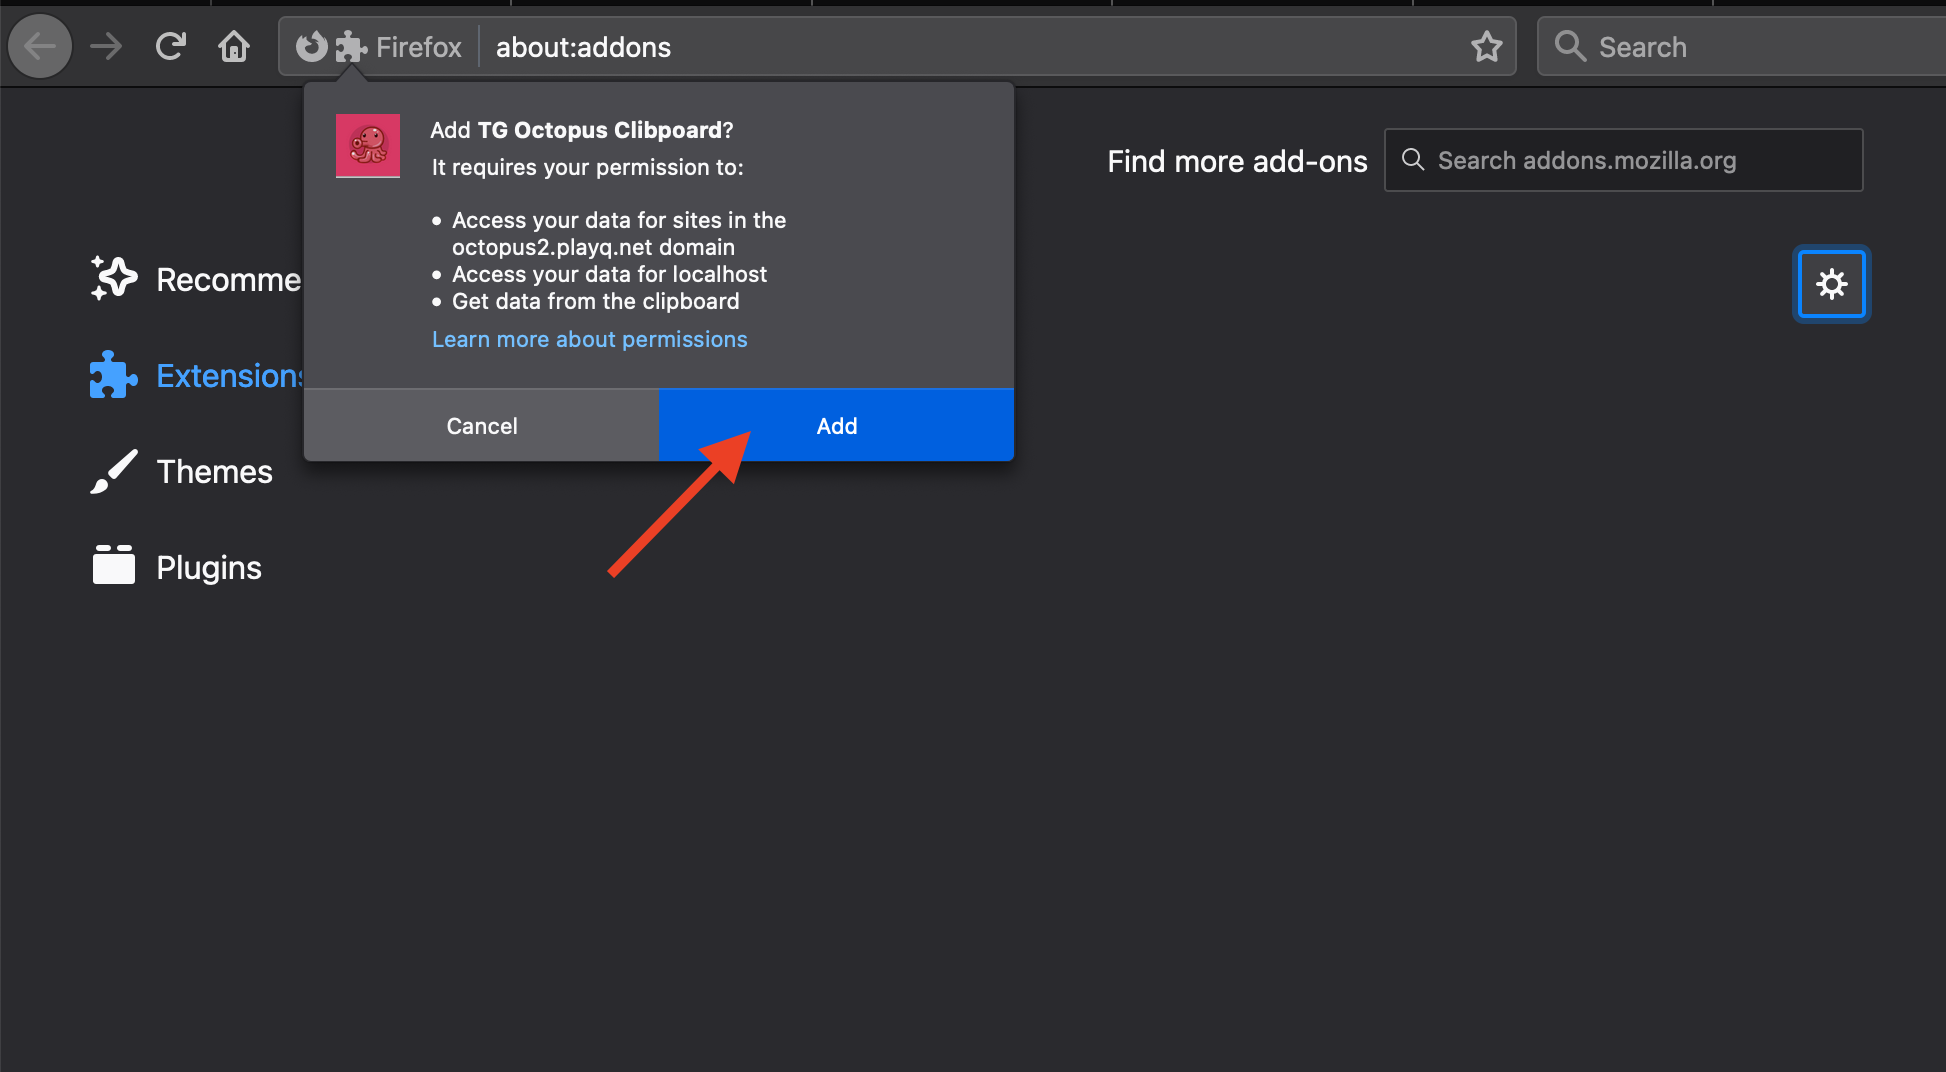 Firefox
about:addons
Search
Add TG Octopus Clibpoard?
It requires your permission to:
• Access your data for sites in the
octopus2.playq.net domain
• Access your data for localhost
• Get data from the clipboard
Learn more about permissions
Cancel
Add
Find more add-ons
Search addons.mozilla.org
Recomme
Extensions
Themes
Plugins